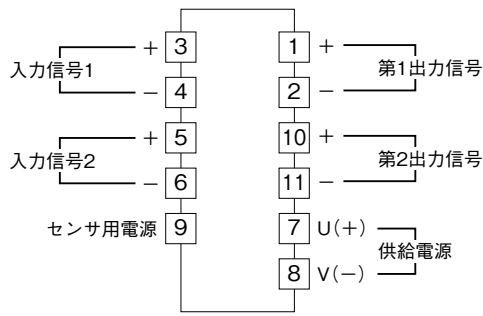 3 1
+ +
入力信号1 第1出力信号
4 2
− −
5 10
+ +
入力信号2 第2出力信号
6 11
− −
センサ用電源 9 7 U(+)
供給電源
8 V(−)